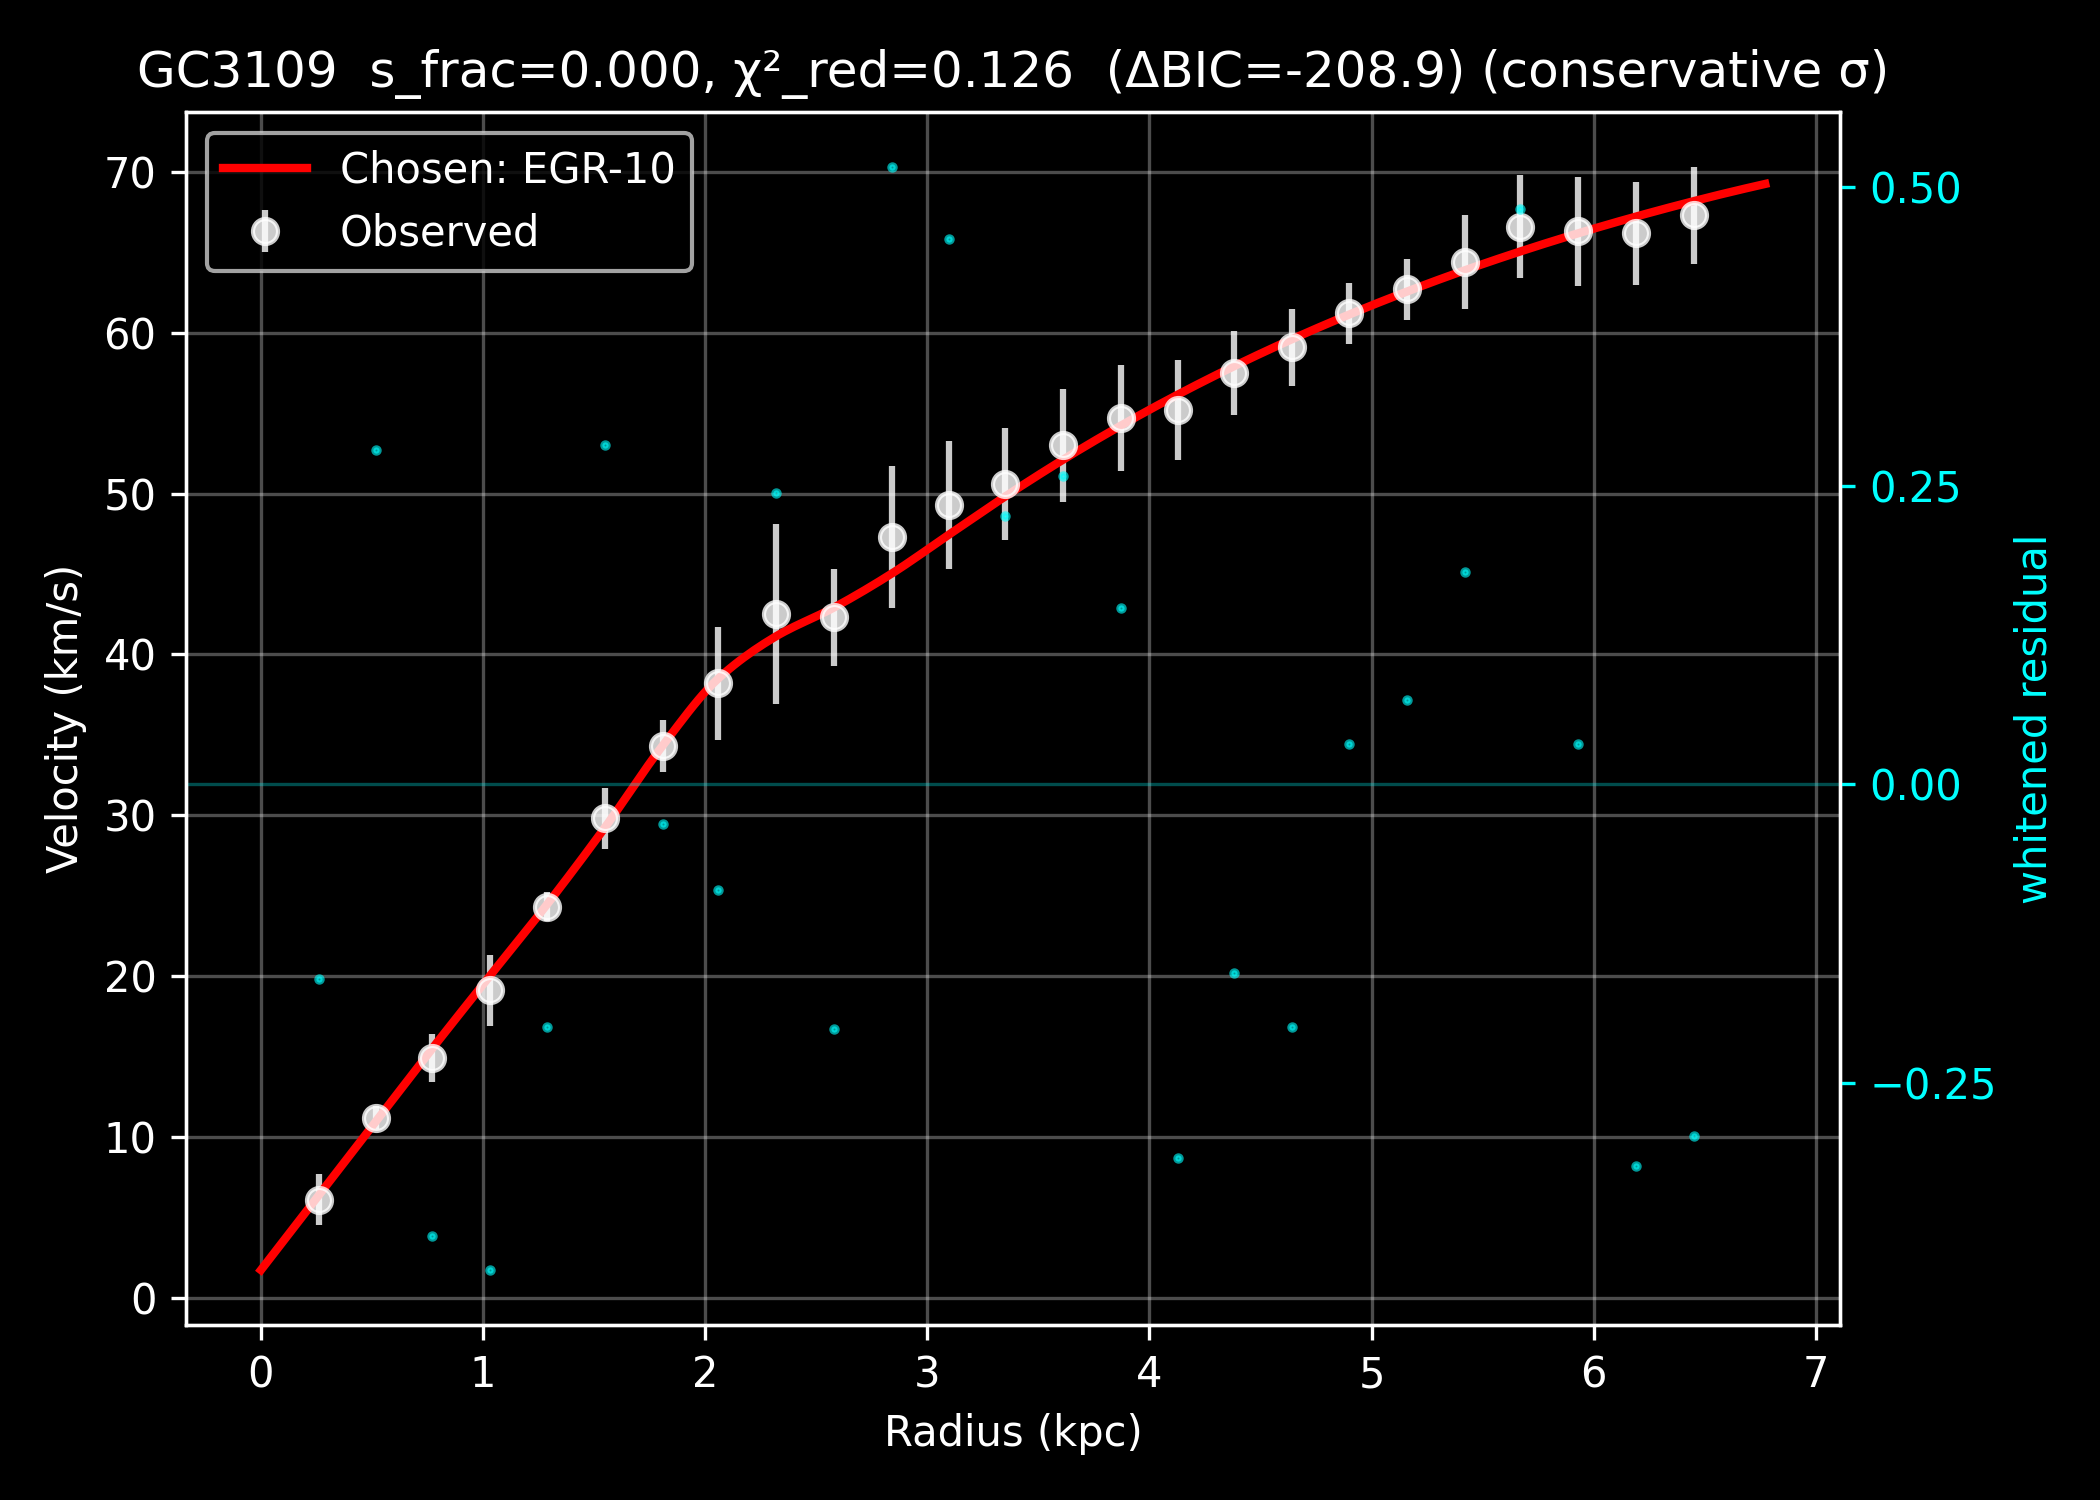 GC3109  s_frac=0.000, χ²_red=0.126  (ΔBIC=-208.9) (conservative σ)
Chosen: EGR-10
Observed
70
60
50
40
30
20
10
0
Velocity (km/s)
0 1 2 3 4 5 6 7
Radius (kpc)
0.50
0.25
0.00
−0.25
whitened residual